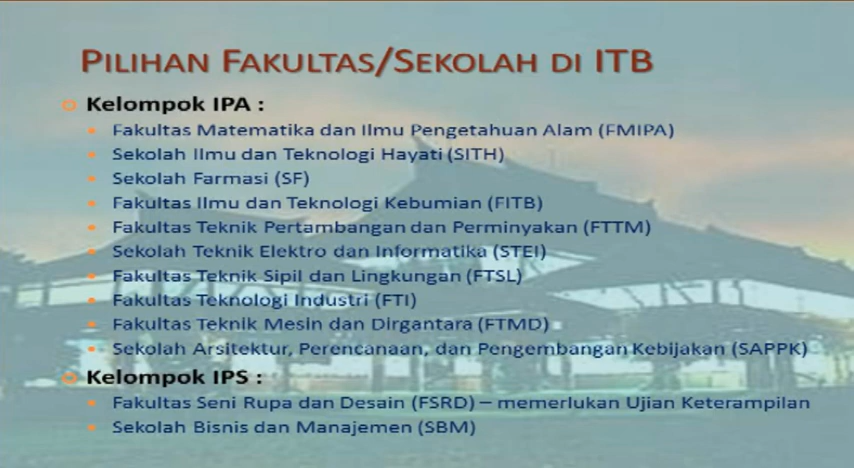 PILIHAN FAKULTAS/SEKOLAH DI ITB
Kelompok IPA :
Fakultas Matematika dan Ilmu Pengetahuan Alam (FMIPA)
Sekolah Ilmu dan Teknologi Hayati (SITH)
Sekolah Farmasi (SF)
Fakultas Ilmu dan Teknologi Kebumian (FITB)
Fakultas Teknik Pertambangan dan Perminyakan (FTTM)
Sekolah Teknik Elektro dan Informatika (STEI)
Fakultas Teknik Sipil dan Lingkungan (FTSL)
Fakultas Teknologi Industri (FTI)
Fakultas Teknik Mesin dan Dirgantara (FTMD)
Sekolah Arsitektur, Perencanaan, dan Pengembangan Kebijakan (SAPPK)
Kelompok IPS :
Fakultas Seni Rupa dan Desain (FSRD) – memerlukan Ujian Keterampilan
Sekolah Bisnis dan Manajemen (SBM)